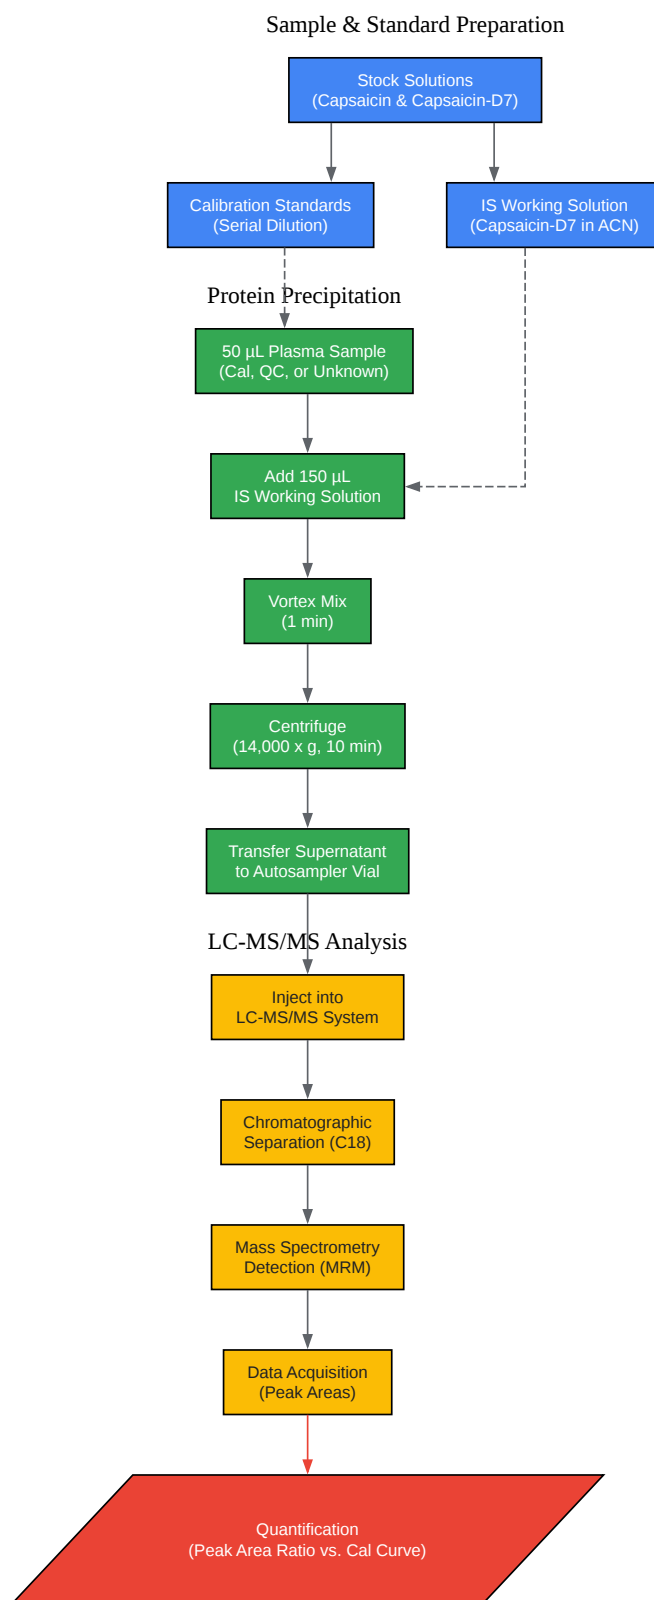 Sample & Standard Preparation
Stock Solutions
(Capsaicin & Capsaicin-D7)
Calibration Standards
(Serial Dilution)
IS Working Solution
(Capsaicin-D7 in ACN)
Protein Precipitation
50 µL Plasma Sample
(Cal, QC, or Unknown)
Add 150 µL
IS Working Solution
Vortex Mix
(1 min)
Centrifuge
(14,000 x g, 10 min)
Transfer Supernatant
to Autosampler Vial
LC-MS/MS Analysis
Inject into
LC-MS/MS System
Chromatographic
Separation (C18)
Mass Spectrometry
Detection (MRM)
Data Acquisition
(Peak Areas)
Quantification
(Peak Area Ratio vs. Cal Curve)